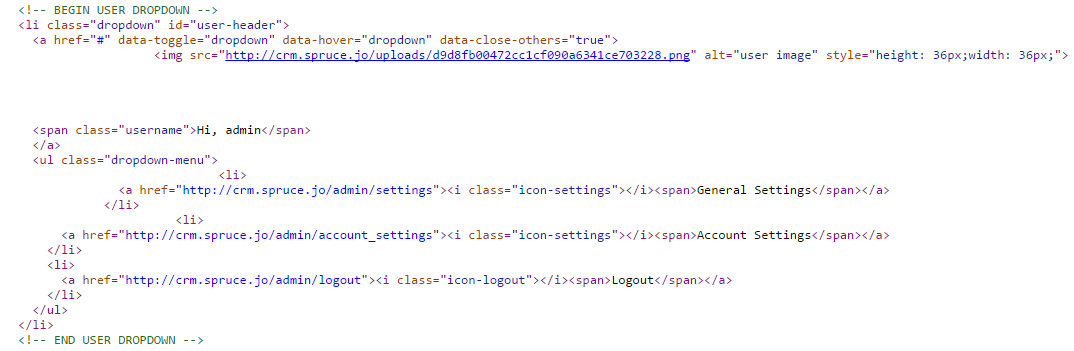 <!-- BEGIN USER DROPDOWN -->
<li class="dropdown" id="user-header">
<a href="#" data-toggle="dropdown" data-hover="dropdown" data-close-others="true">
<img src="http://crm.spruce.jo/uploads/d9d8fb00472cc1cf090a6341ce703228.png" alt="user image" style="height: 36px;width: 36px;">
<span class="username">Hi, admin</span>
</a>
<ul class="dropdown-menu">
<li>
<a href="http://crm.spruce.jo/admin/settings"><i class="icon-settings"></i><span>General Settings</span></a>
</li>
<li>
<a href="http://crm.spruce.jo/admin/account_settings"><i class="icon-settings"></i><span>Account Settings</span></a>
</li>
<li>
<a href="http://crm.spruce.jo/admin/logout"><i class="icon-logout"></i><span>Logout</span></a>
</li>
</ul>
</li>
<!-- END USER DROPDOWN -->